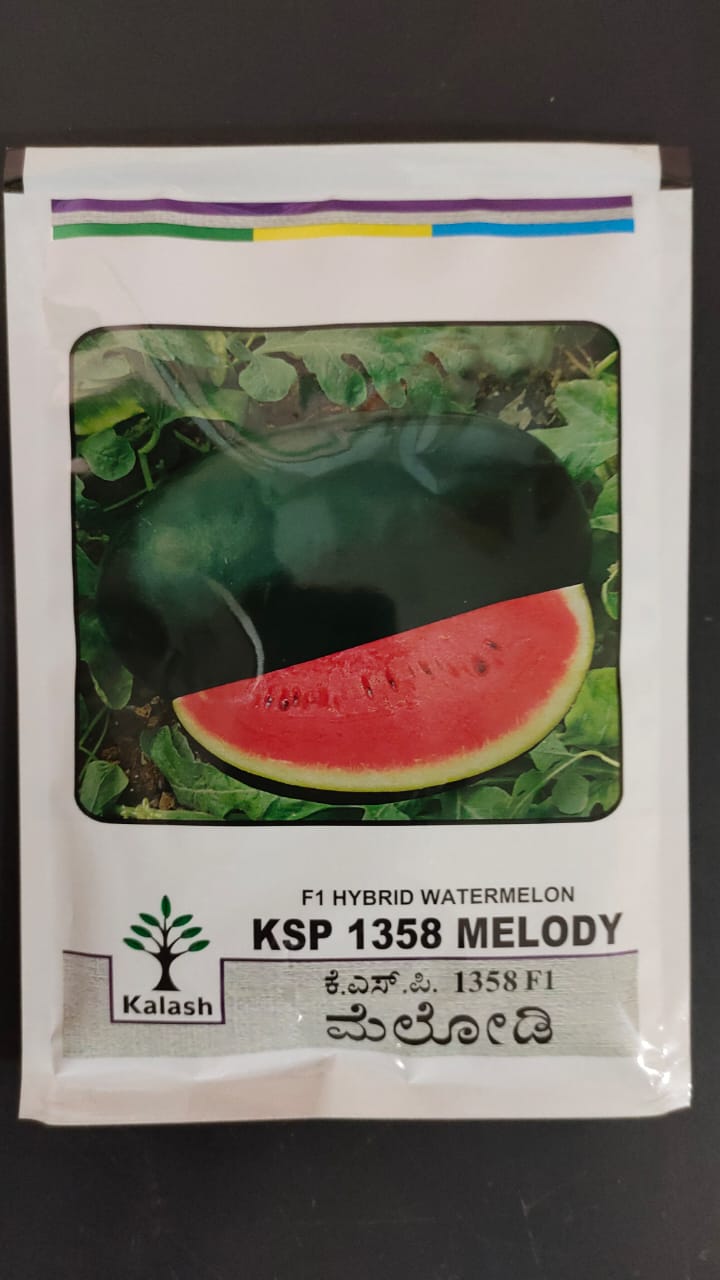 F1 HYBRID WATERMELON
KSP 1358 MELODY
Kalash
ಕೆ.ಎಸ್.ಪಿ. 1358 F1
ಮೆಲೋಡಿ